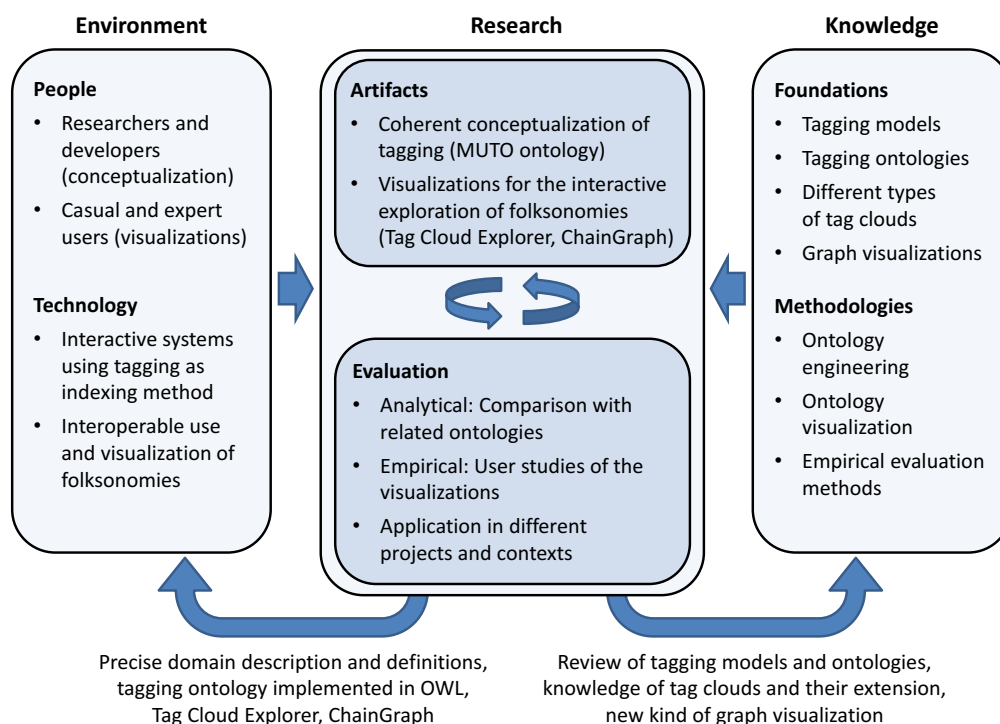 Environment
People
• Researchers and
developers
(conceptualization)
• Casual and expert
users (visualizations)
Technology
• Interactive systems
using tagging as
indexing method
• Interoperable use
and visualization of
folksonomies
Research
Artifacts
• Coherent conceptualization of
tagging (MUTO ontology)
• Visualizations for the interactive
exploration of folksonomies
(Tag Cloud Explorer, ChainGraph)
Evaluation
• Analytical: Comparison with
related ontologies
• Empirical: User studies of the
visualizations
• Application in different
projects and contexts
Knowledge
Foundations
• Tagging models
• Tagging ontologies
• Different types
of tag clouds
• Graph visualizations
Methodologies
• Ontology
engineering
• Ontology
visualization
• Empirical evaluation
methods
Precise domain description and definitions,
tagging ontology implemented in OWL,
Tag Cloud Explorer, ChainGraph
Review of tagging models and ontologies,
knowledge of tag clouds and their extension,
new kind of graph visualization